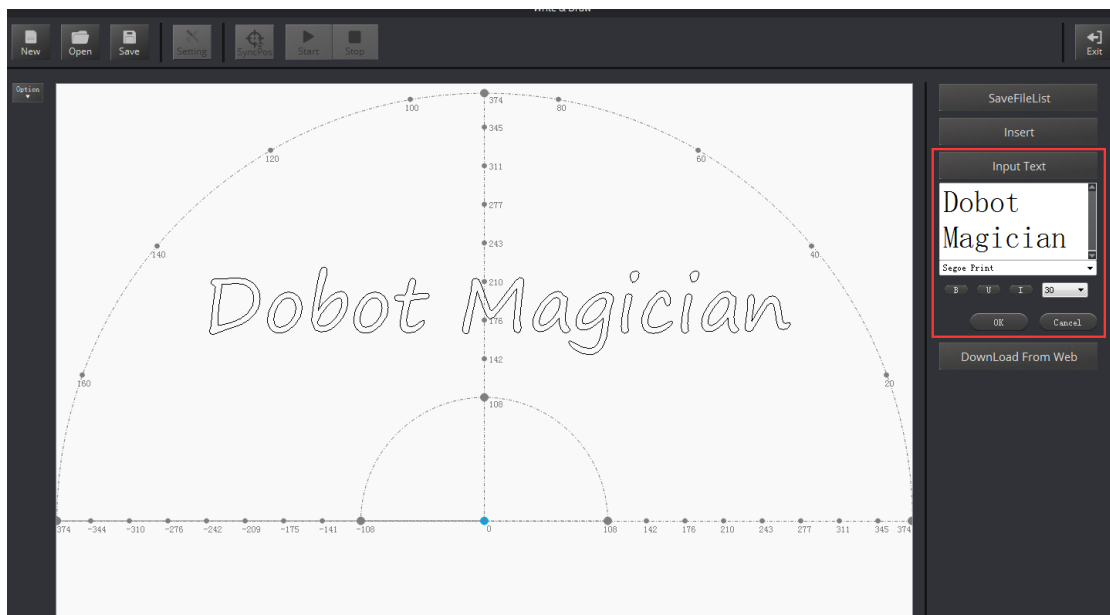 Write & Draw
New Open Save Setting SyncPos Start Stop Exit
Option
SaveFileList
Insert
Input Text
Dobot
Magician
Segoe Print
B U I 30
OK Cancel
DownLoad From Web
374
100 80
345
120 60
311
277
140 40
243
210
Dobot Magician
176
142
160 20
108
374 -344 -310 -276 -242 -209 -175 -141 -108 0 108 142 176 210 243 277 311 345 374